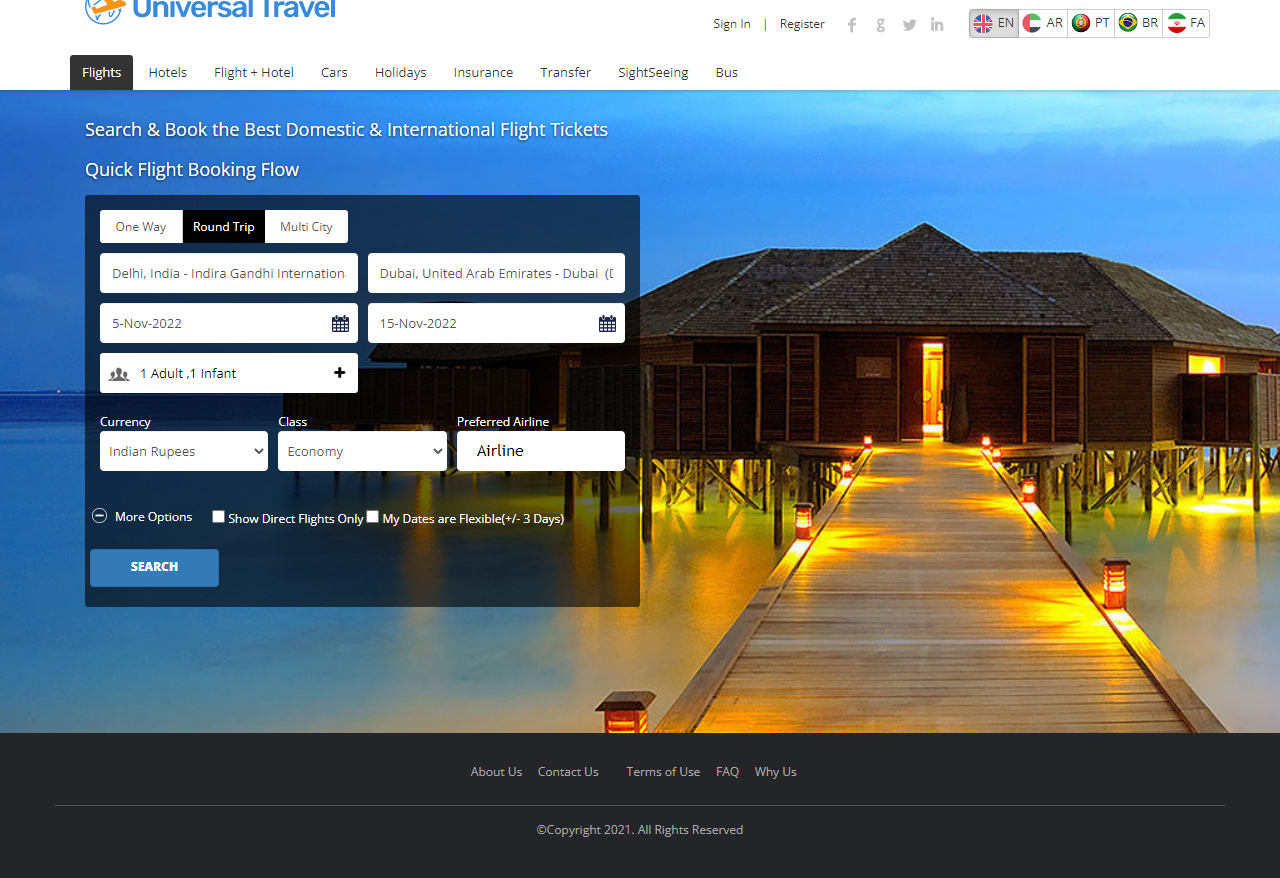 Universal Travel
Sign In | Register
EN AR PT BR FA
Flights Hotels Flight + Hotel Cars Holidays Insurance Transfer SightSeeing Bus
Search & Book the Best Domestic & International Flight Tickets
Quick Flight Booking Flow
One Way Round Trip Multi City
Delhi, India - Indira Gandhi Internation Dubai, United Arab Emirates - Dubai (D
5-Nov-2022 15-Nov-2022
1 Adult ,1 Infant
Currency Class Preferred Airline
Indian Rupees Economy Airline
More Options Show Direct Flights Only My Dates are Flexible(+/- 3 Days)
SEARCH
About Us Contact Us Terms of Use FAQ Why Us
©Copyright 2021. All Rights Reserved